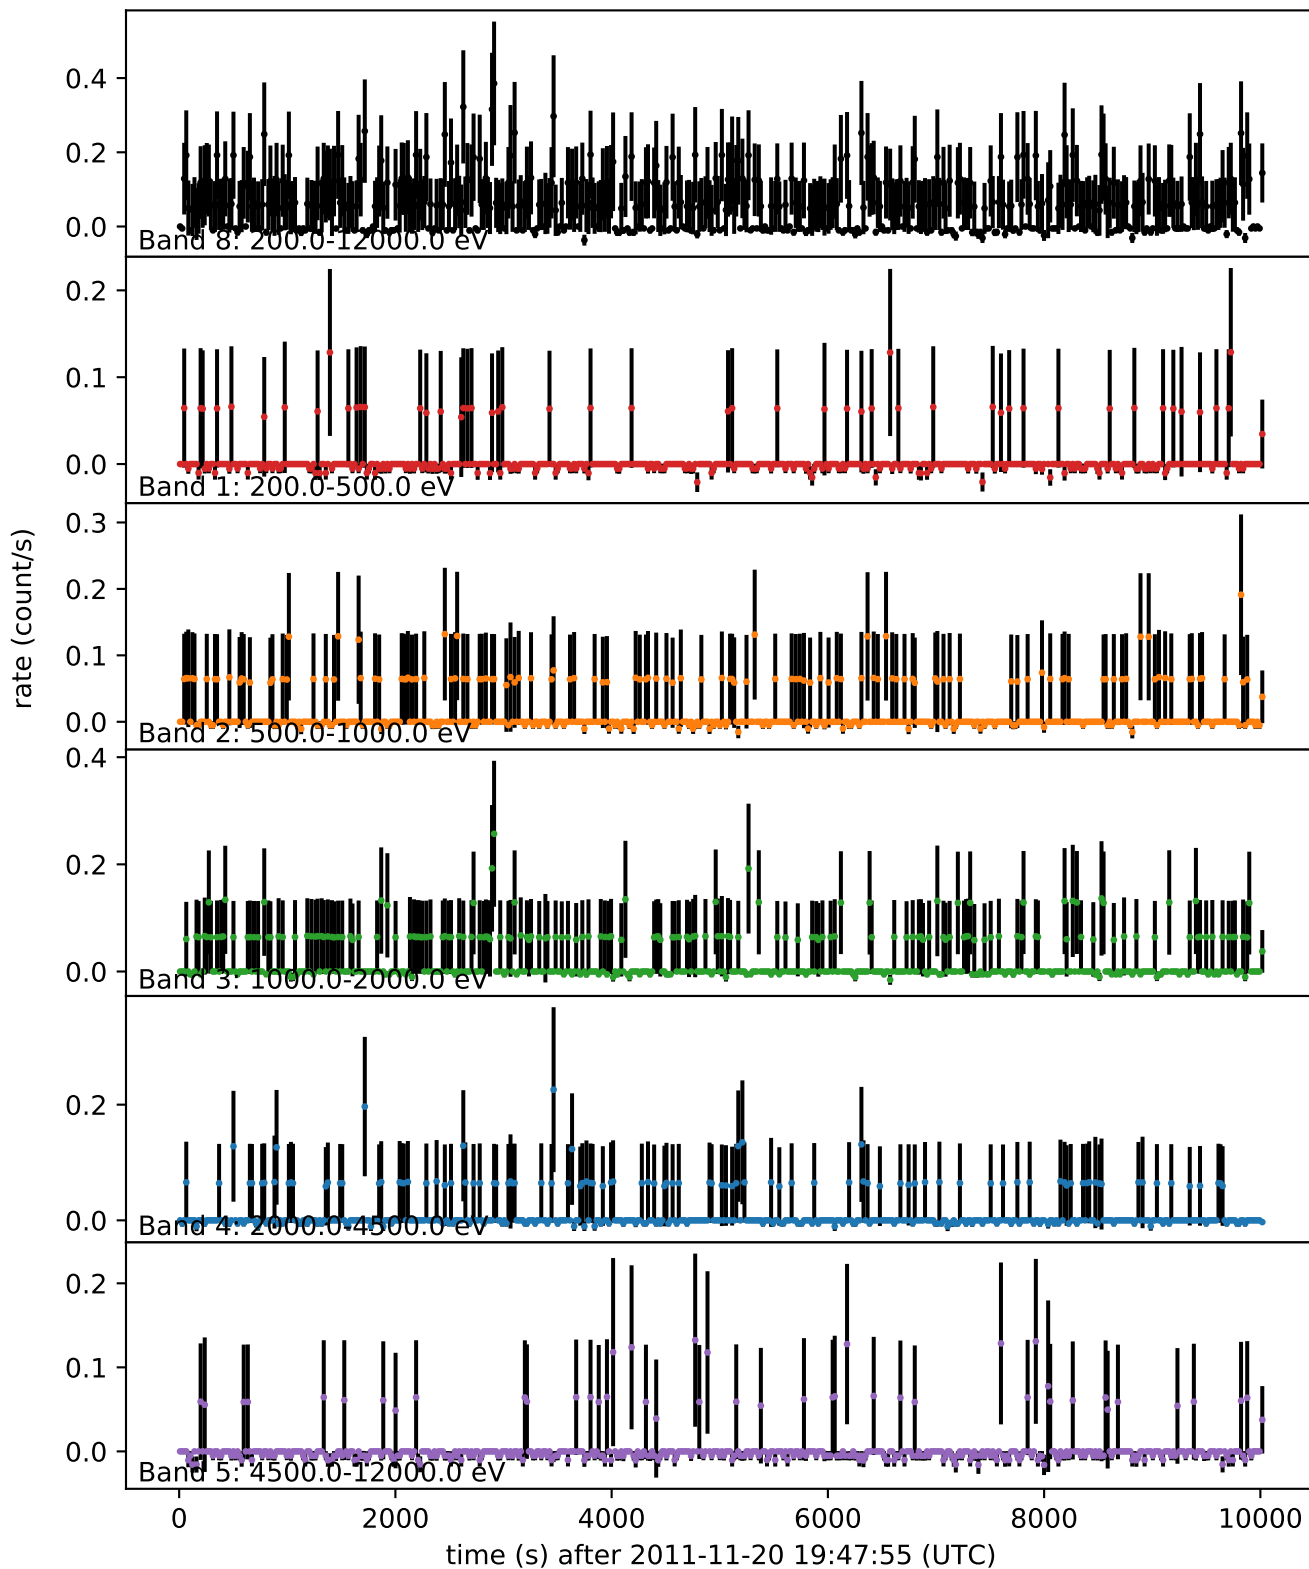 0.4
0.2
0.0
Band 8: 200.0-12000.0 eV
0.2
0.1
0.0
Band 1: 200.0-500.0 eV
0.3
0.2
0.1
0.0
Band 2: 500.0-1000.0 eV
rate (count/s)
0.4
0.2
0.0
Band 3: 1000.0-2000.0 eV
0.2
0.0
Band 4: 2000.0-4500.0 eV
0.2
0.1
0.0
Band 5: 4500.0-12000.0 eV
0 2000 4000 6000 8000 10000
time (s) after 2011-11-20 19:47:55 (UTC)